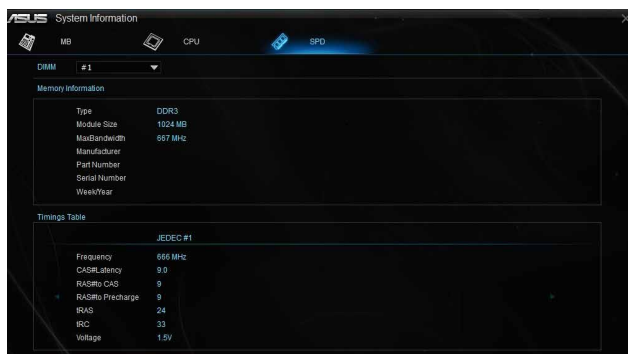 ASUS System Information
MB CPU SPD
DIMM #1
Memory Information
Type DDR3
Module Size 1024 MB
MaxBandwidth 667 MHz
Manufacturer
Part Number
Serial Number
Week/Year
Timings Table
JEDEC #1
Frequency 666 MHz
CAS#Latency 9.0
RAS#to CAS 9
RAS#to Precharge 9
tRAS 24
tRC 33
Voltage 1.5V